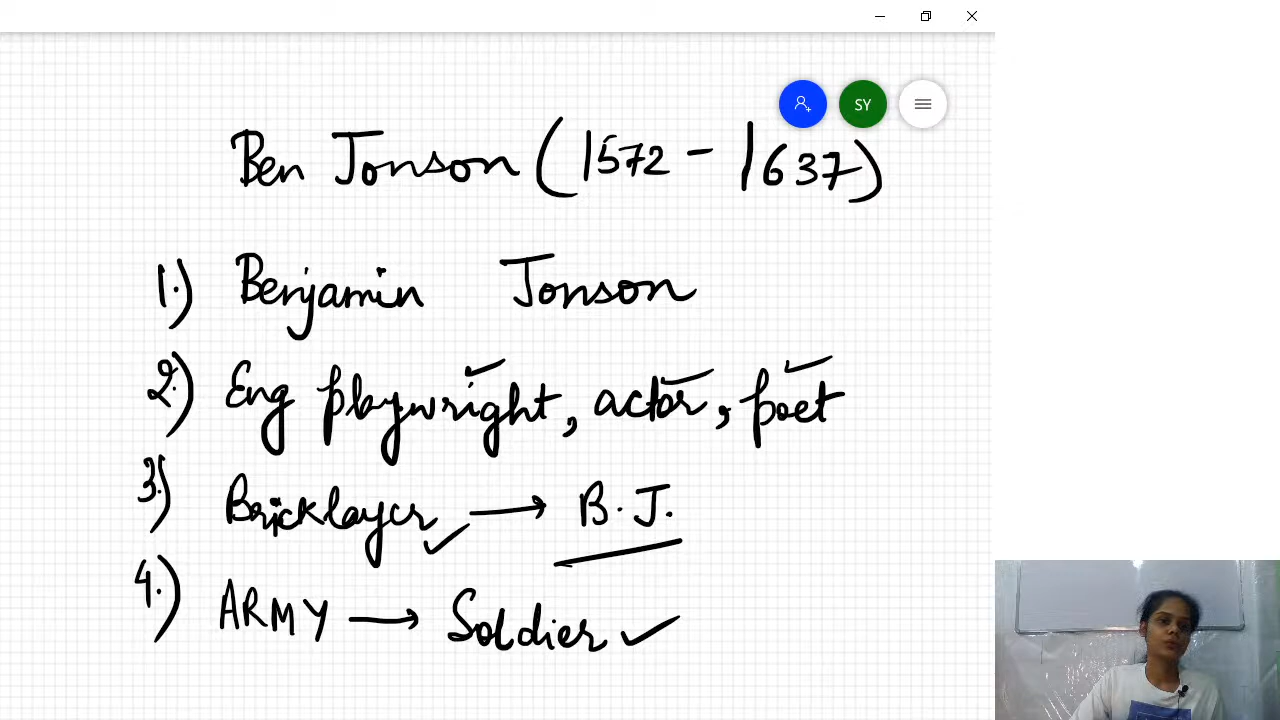 SY
Ben Jonson (1572 - 1637)
1.) Benjamin Jonson
2.) Eng playwright, actor, poet
3.) Bricklayer → B.J.
4.) ARMY → Soldier